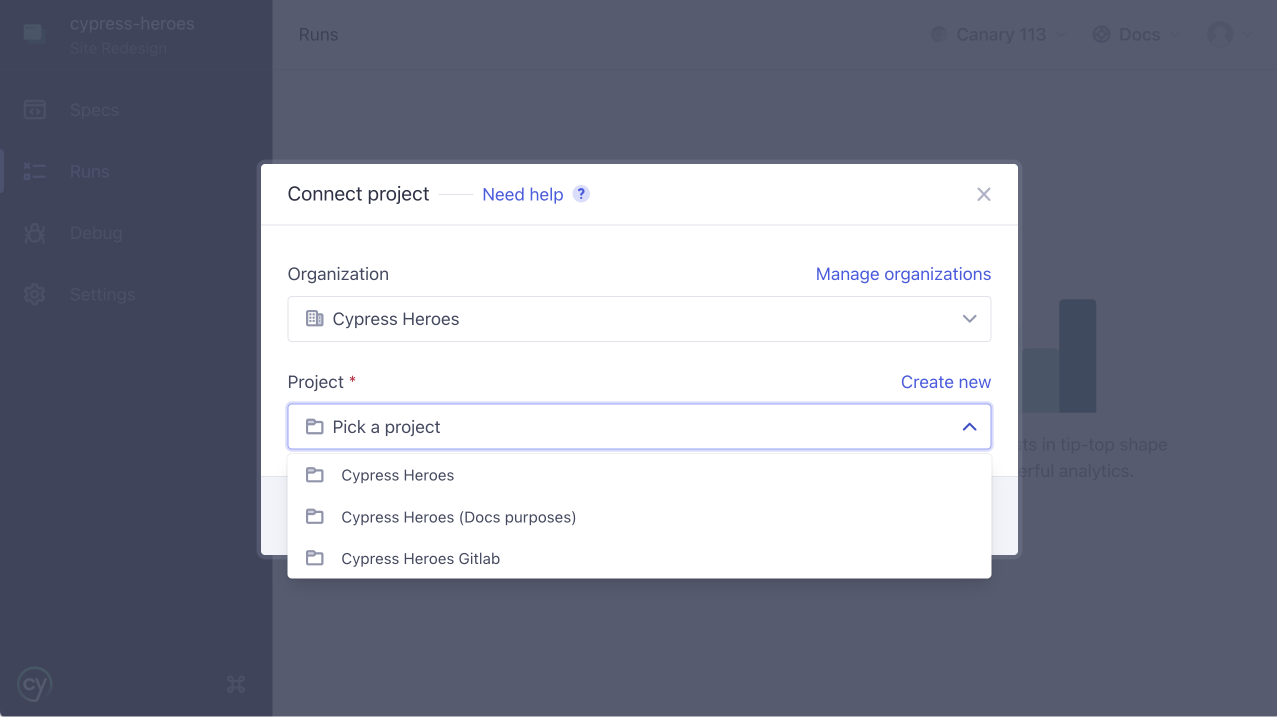 cypress-heroes
Site Redesign
Runs
Canary 113
Docs
Specs
Runs
Debug
Settings
Connect project
Need help ?
Organization
Manage organizations
Cypress Heroes
Project *
Create new
Pick a project
Cypress Heroes
Cypress Heroes (Docs purposes)
Cypress Heroes Gitlab
in tip-top shape
analytics.
cy